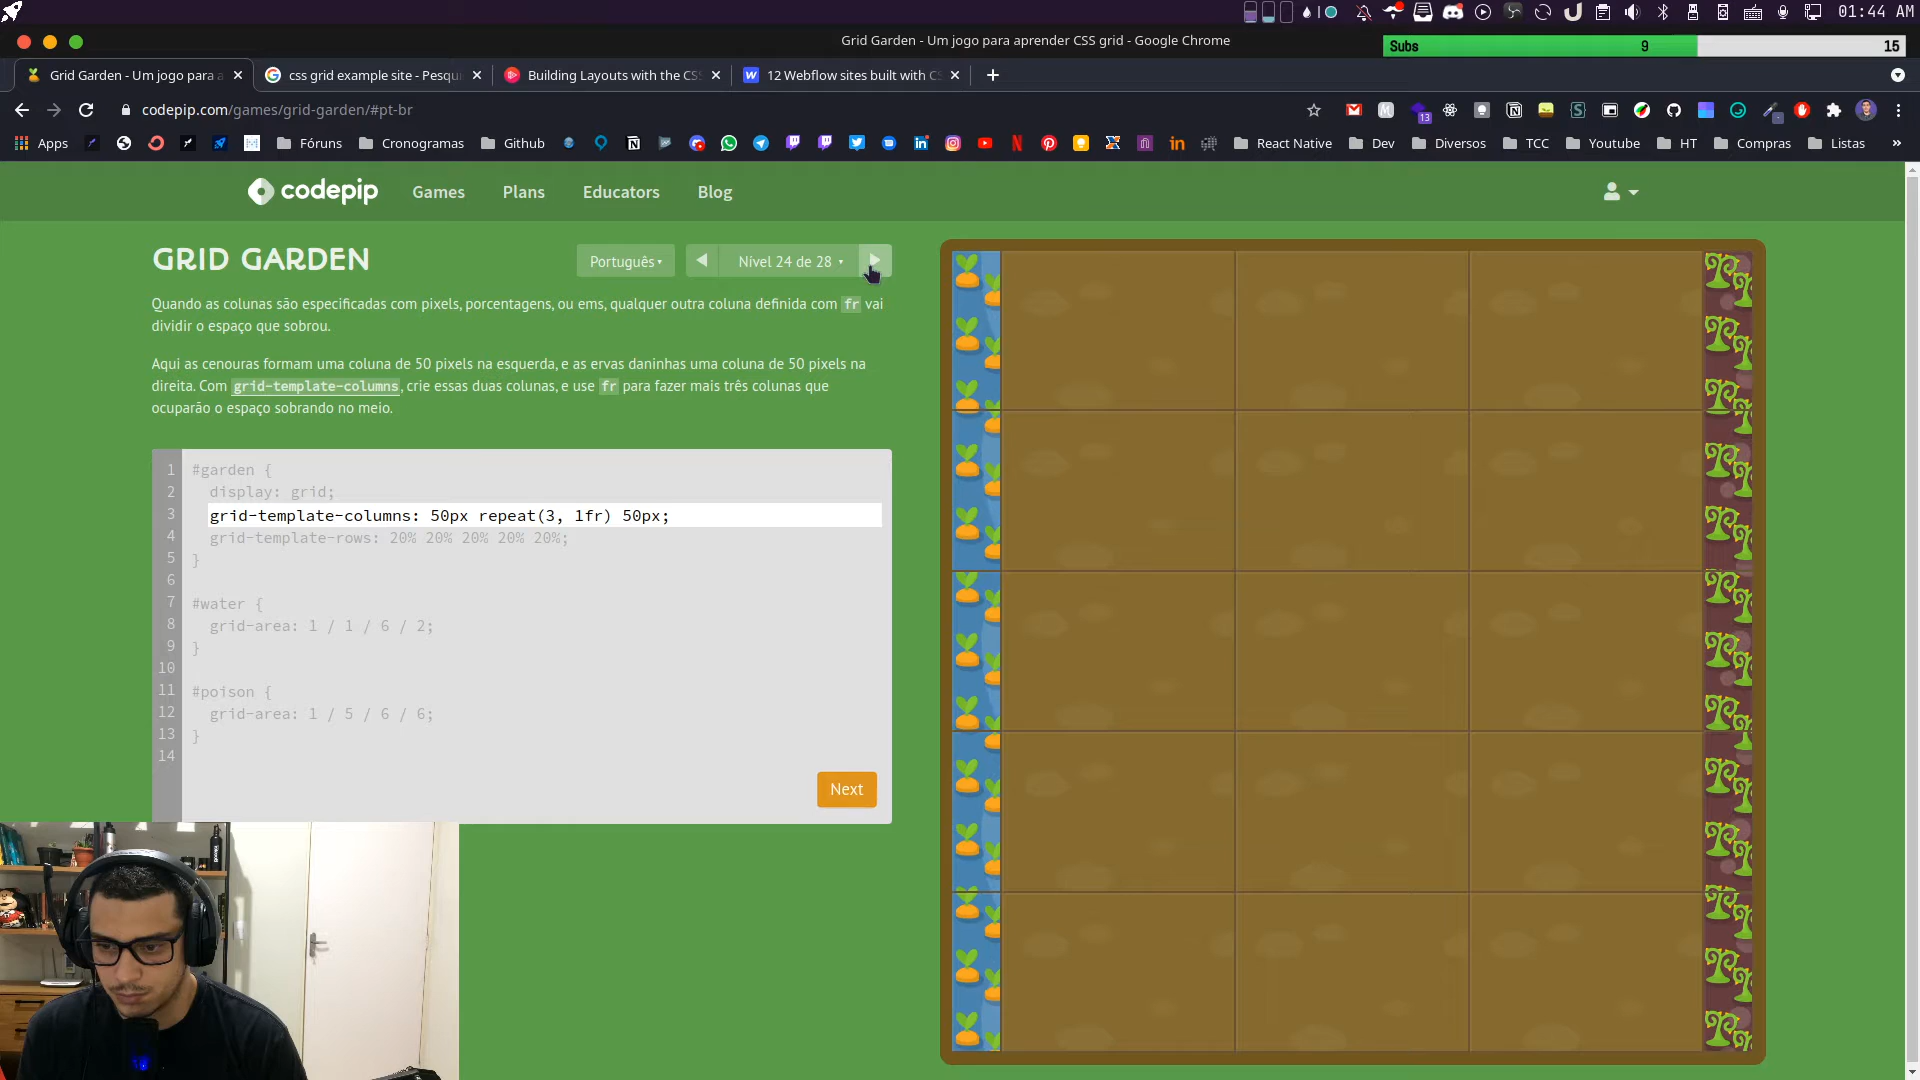 01:44 AM
Grid Garden - Um jogo para aprender CSS grid - Google Chrome
Subs 9 15
Grid Garden - Um jogo para a
css grid example site - Pesqu
Building Layouts with the CSS
12 Webflow sites built with CS
codepip.com/games/grid-garden/#pt-br
13
Apps
Fóruns
Cronogramas
Github
React Native
Dev
Diversos
TCC
Youtube
HT
Compras
Listas
»
codepip
Games
Plans
Educators
Blog
GRID GARDEN
Português
Nível 24 de 28
Quando as colunas são especificadas com pixels, porcentagens, ou ems, qualquer outra coluna definida com fr vai
dividir o espaço que sobrou.
Aqui as cenouras formam uma coluna de 50 pixels na esquerda, e as ervas daninhas uma coluna de 50 pixels na
direita. Com grid-template-columns, crie essas duas colunas, e use fr para fazer mais três colunas que
ocuparão o espaço sobrando no meio.
1 #garden {
2 display: grid;
3 grid-template-columns: 50px repeat(3, 1fr) 50px;
4 grid-template-rows: 20% 20% 20% 20% 20%;
5 }
6
7 #water {
8 grid-area: 1 / 1 / 6 / 2;
9 }
10
11 #poison {
12 grid-area: 1 / 5 / 6 / 6;
13 }
14
Next